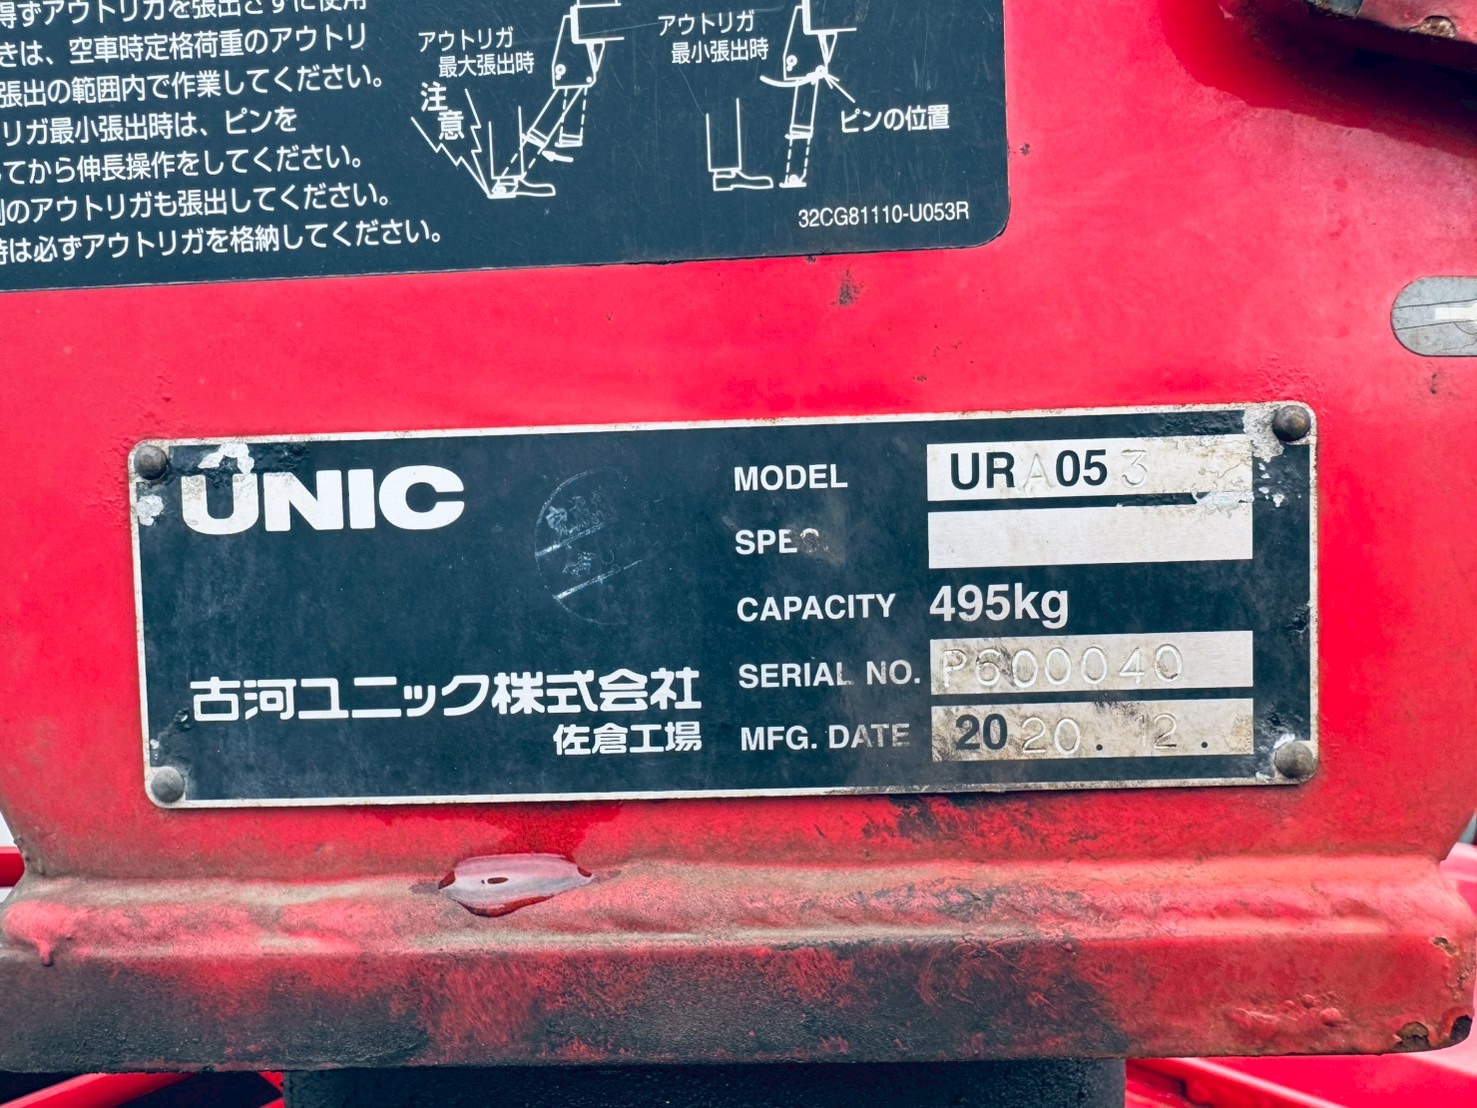 得ずアウトリガを張出さずに使用
きは、空車時定格荷重のアウトリ
張出の範囲内で作業してください。
リガ最小張出時は、ピンを
てから伸長操作をしてください。
側のアウトリガも張出してください。
時は必ずアウトリガを格納してください。
アウトリガ
最大張出時
注意
アウトリガ
最小張出時
ピンの位置
32CG81110-U053R
UNIC
古河ユニック株式会社
佐倉工場
MODEL URA053
SPEC
CAPACITY 495kg
SERIAL NO. P600040
MFG. DATE 2020. 12.